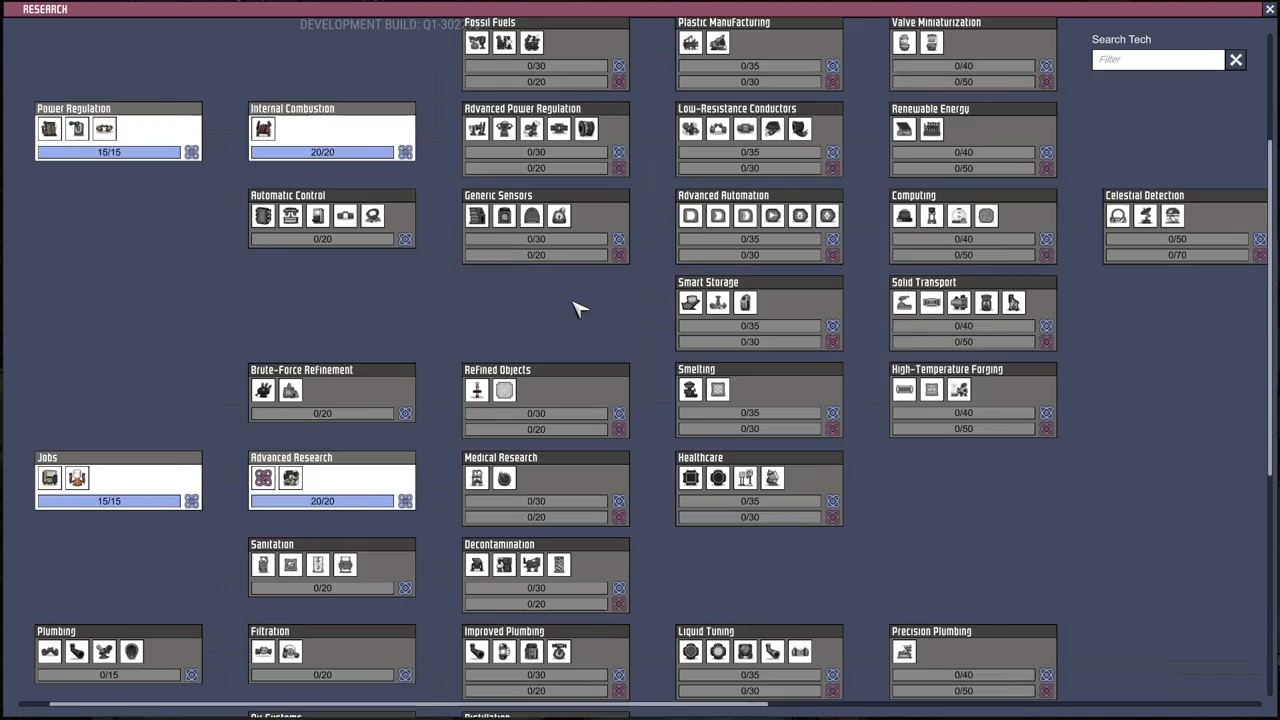 RESEARCH
DEVELOPMENT BUILD: Q1-302
Search Tech
Filter
Fossil Fuels
0/30
0/20
Plastic Manufacturing
0/35
0/30
Valve Miniaturization
0/40
0/50
Power Regulation
15/15
Internal Combustion
20/20
Advanced Power Regulation
0/30
0/20
Low-Resistance Conductors
0/35
0/30
Renewable Energy
0/40
0/50
Automatic Control
0/20
Generic Sensors
0/30
0/20
Advanced Automation
0/35
0/30
Computing
0/40
0/50
Celestial Detection
0/50
0/70
Smart Storage
0/35
0/30
Solid Transport
0/40
0/50
Brute-Force Refinement
0/20
Refined Objects
0/30
0/20
Smelting
0/35
0/30
High-Temperature Forging
0/40
0/50
Jobs
15/15
Advanced Research
20/20
Medical Research
0/30
0/20
Healthcare
0/35
0/30
Sanitation
0/20
Decontamination
0/30
0/20
Plumbing
0/15
Filtration
0/20
Improved Plumbing
0/30
0/20
Liquid Tuning
0/35
0/30
Precision Plumbing
0/40
0/50
Distillation